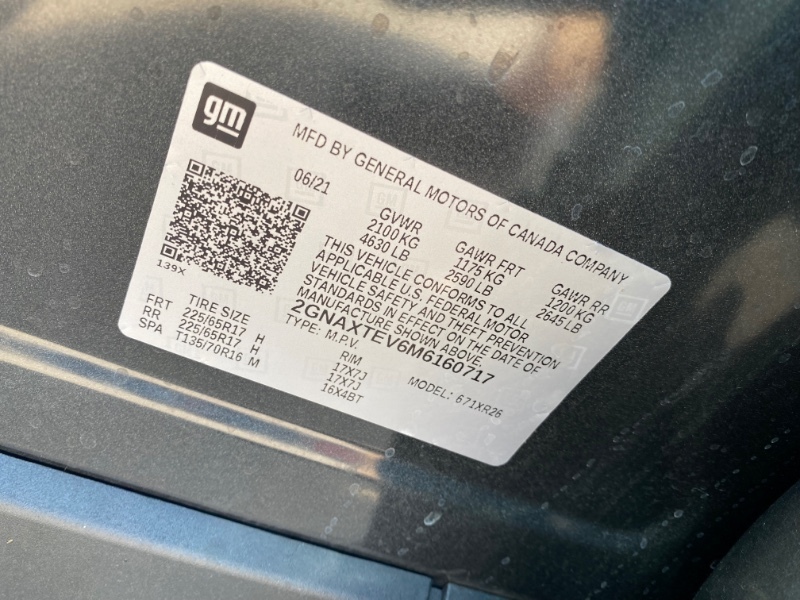 gm
MFD BY GENERAL MOTORS OF CANADA COMPANY
06/21
GVWR GAWR FRT GAWR RR
2100 KG 1175 KG 1200 KG
4630 LB 2590 LB 2645 LB
THIS VEHICLE CONFORMS TO ALL
APPLICABLE U.S. FEDERAL MOTOR
VEHICLE SAFETY AND THEFT PREVENTION
STANDARDS IN EFFECT ON THE DATE OF
MANUFACTURE SHOWN ABOVE.
2GNAXTEV6M6160717
TYPE: M.P.V. MODEL: 671XR26
139X
TIRE SIZE RIM
FRT 225/65R17 H 17X7J
RR 225/65R17 H 17X7J
SPA T135/70R16 M 16X4BT